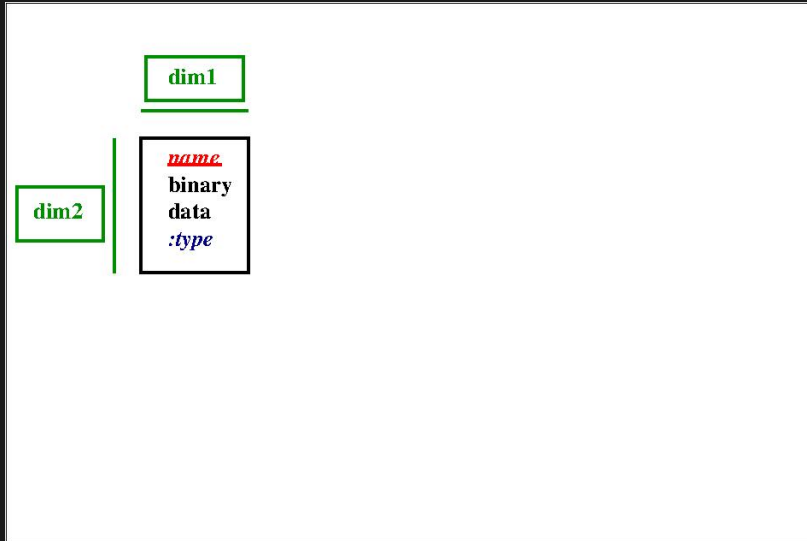 dim1
name
binary
dim2
data
:type